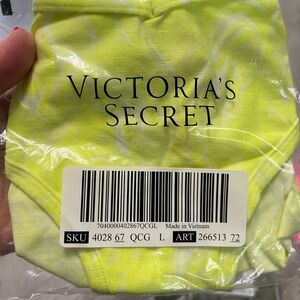 VICTORIA'S
SECRET
7040000402867QCGL Made in Vietnam
SKU 4028 67 QCG L ART 266513 72